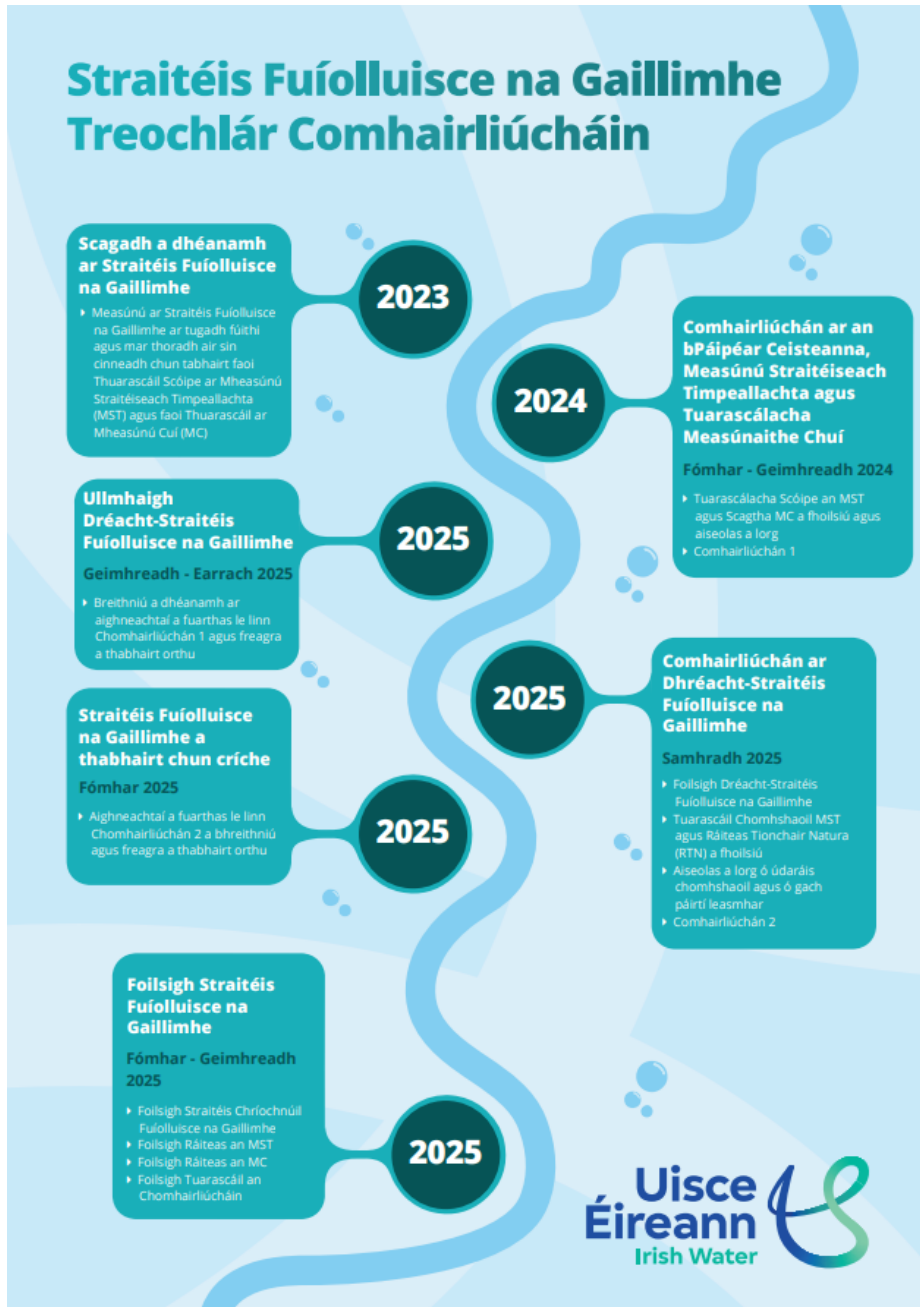 Straitéis Fuíolluisce na Gaillimhe
Treochlár Comhairliúcháin
Scagadh a dhéanamh
ar Straitéis Fuíolluisce
na Gaillimhe
Measúnú ar Straitéis Fuíolluisce
na Gaillimhe ar tugadh fúithi
agus mar thoradh air sin
cinneadh chun tabhairt faoi
Thuarascáil Scóipe ar Mheasúnú
Straitéiseach Timpeallachta
(MST) agus faoi Thuarascáil ar
Mheasúnú Cuí (MC)
2023
2024
Comhairliúchán ar an
bPáipéar Ceisteanna,
Measúnú Straitéiseach
Timpeallachta agus
Tuarascálacha
Measúnaithe Chuí
Fómhar - Geimhreadh 2024
Tuarascálacha Scóipe an MST
agus Scagtha MC a fhoilsiú agus
aiseolas a lorg
Comhairliúchán 1
Ullmhaigh
Dréacht-Straitéis
Fuíolluisce na Gaillimhe
Geimhreadh - Earrach 2025
Breithniú a dhéanamh ar
aighneachtaí a fuarthas le linn
Chomhairliúchán 1 agus freagra
a thabhairt orthu
2025
2025
Comhairliúchán ar
Dhréacht-Straitéis
Fuíolluisce na
Gaillimhe
Samhradh 2025
Foilsigh Dréacht-Straitéis
Fuíolluisce na Gaillimhe
Tuarascáil Chomhshaoil MST
agus Ráiteas Tionchair Natura
(RTN) a fhoilsiú
Aiseolas a lorg ó údaráis
chomhshaoil agus ó gach
páirtí leasmhar
Comhairliúchán 2
Straitéis Fuíolluisce
na Gaillimhe a
thabhairt chun críche
Fómhar 2025
Aighneachtaí a fuarthas le linn
Chomhairliúchán 2 a bhreithniú
agus freagra a thabhairt orthu
2025
Foilsigh Straitéis
Fuíolluisce na
Gaillimhe
Fómhar - Geimhreadh
2025
Foilsigh Straitéis Chríochnúil
Fuíolluisce na Gaillimhe
Foilsigh Ráiteas an MST
Foilsigh Ráiteas an MC
Foilsigh Tuarascáil an
Chomhairliúcháin
2025
Uisce
Éireann
Irish Water